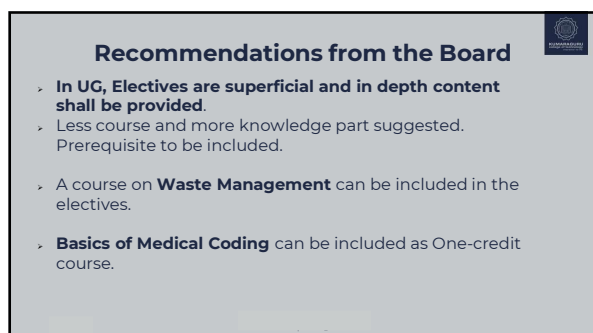 KUMARAGURU
Recommendations from the Board
In UG, Electives are superficial and in depth content
shall be provided.
Less course and more knowledge part suggested.
Prerequisite to be included.
A course on Waste Management can be included in the
electives.
Basics of Medical Coding can be included as One-credit
course.